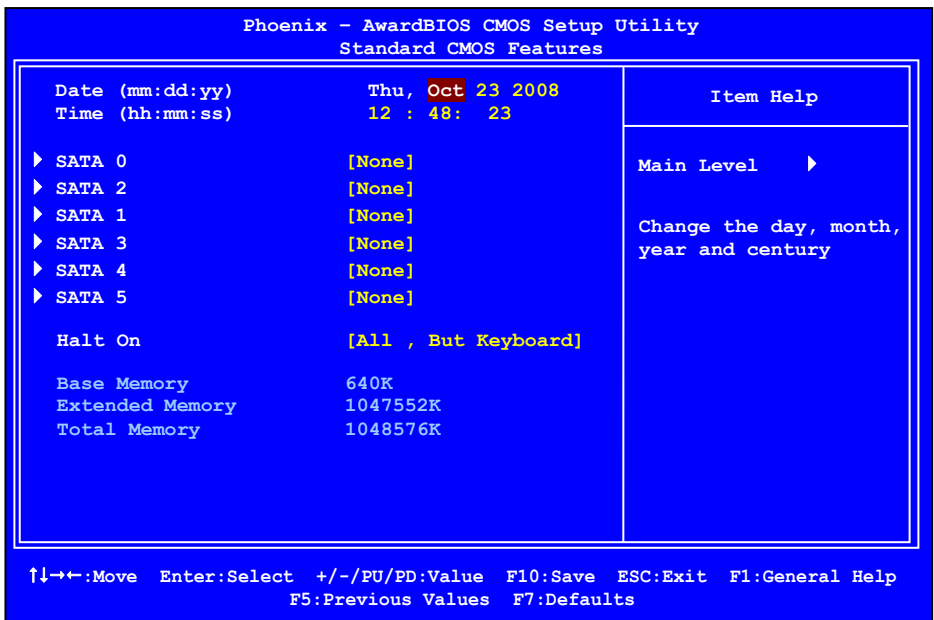 Phoenix – AwardBIOS CMOS Setup Utility
Standard CMOS Features
Date (mm:dd:yy) Thu, Oct 23 2008
Time (hh:mm:ss) 12 : 48: 23
SATA 0 [None]
SATA 2 [None]
SATA 1 [None]
SATA 3 [None]
SATA 4 [None]
SATA 5 [None]
Halt On [All , But Keyboard]
Base Memory 640K
Extended Memory 1047552K
Total Memory 1048576K
Item Help
Main Level
Change the day, month,
year and century
↑↓→←:Move Enter:Select +/-/PU/PD:Value F10:Save ESC:Exit F1:General Help
F5:Previous Values F7:Defaults